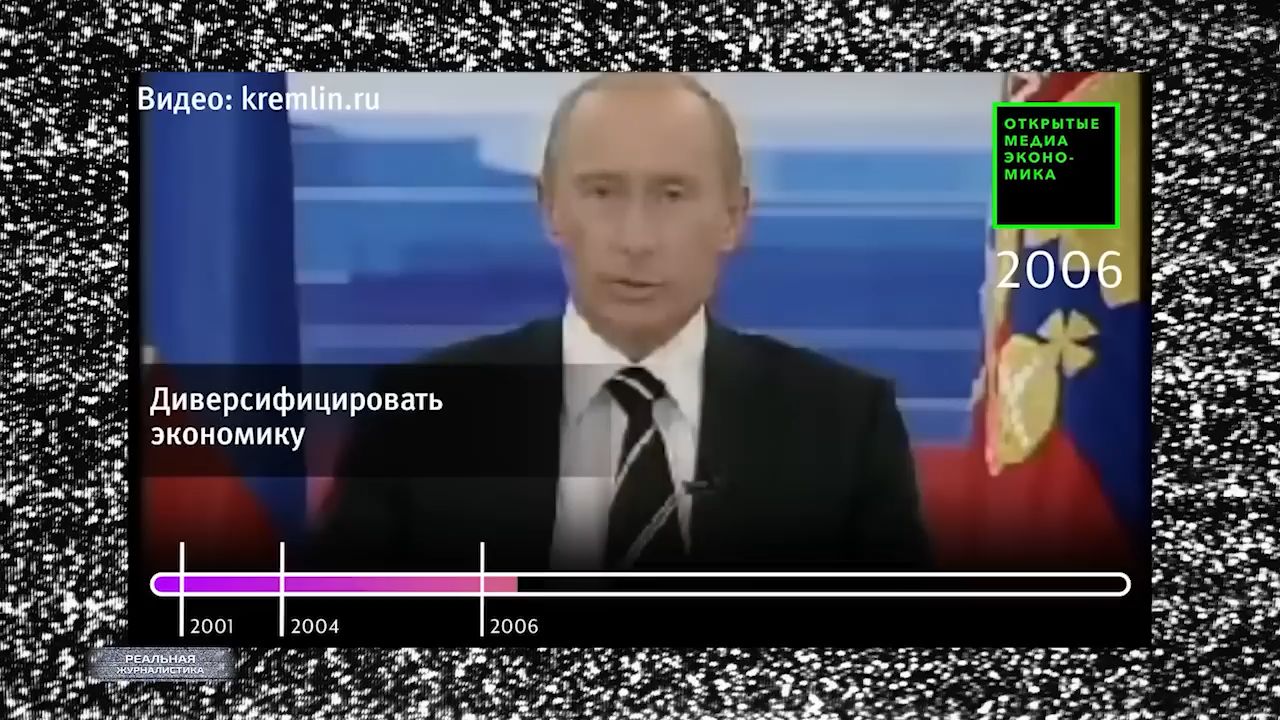 Видео: kremlin.ru
ОТКРЫТЫЕ
МЕДИА
ЭКОНО-
МИКА
2006
Диверсифицировать
экономику
2001
2004
2006
РЕАЛЬНАЯ
ЖУРНАЛИСТИКА